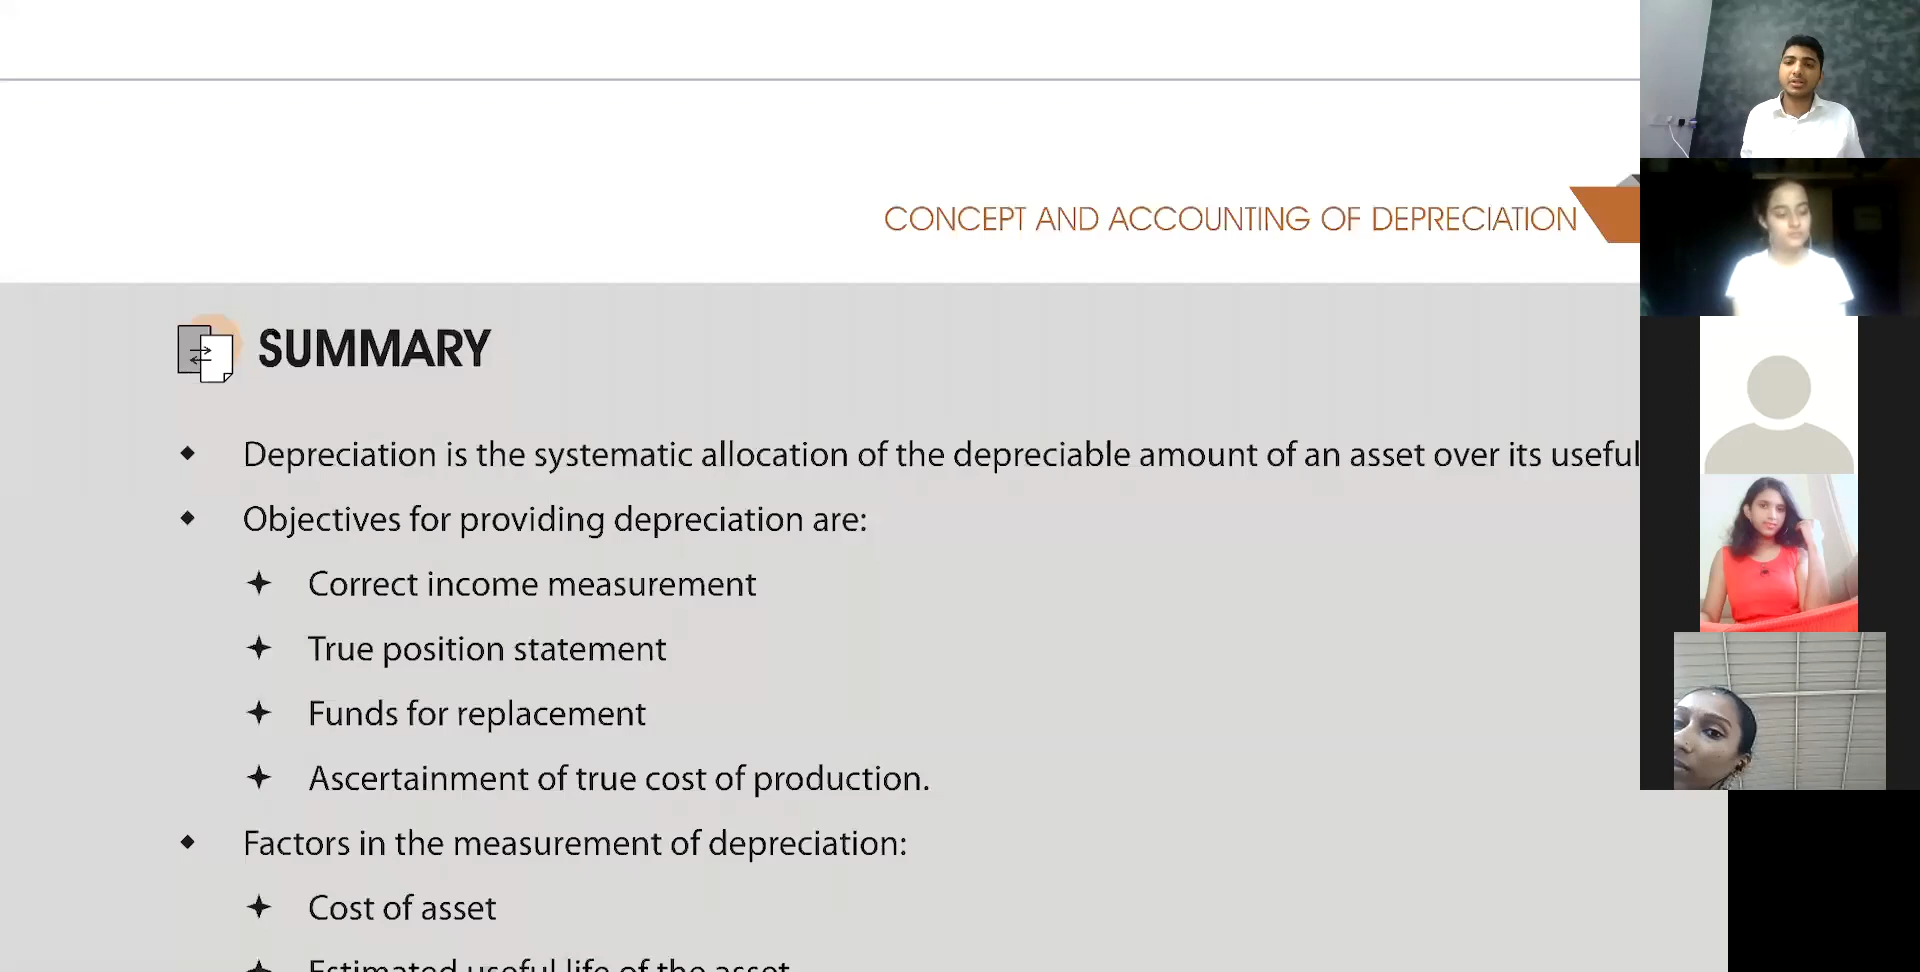 CONCEPT AND ACCOUNTING OF DEPRECIATION
SUMMARY
Depreciation is the systematic allocation of the depreciable amount of an asset over its useful
Objectives for providing depreciation are:
Correct income measurement
True position statement
Funds for replacement
Ascertainment of true cost of production.
Factors in the measurement of depreciation:
Cost of asset
Estimated useful life of the asset